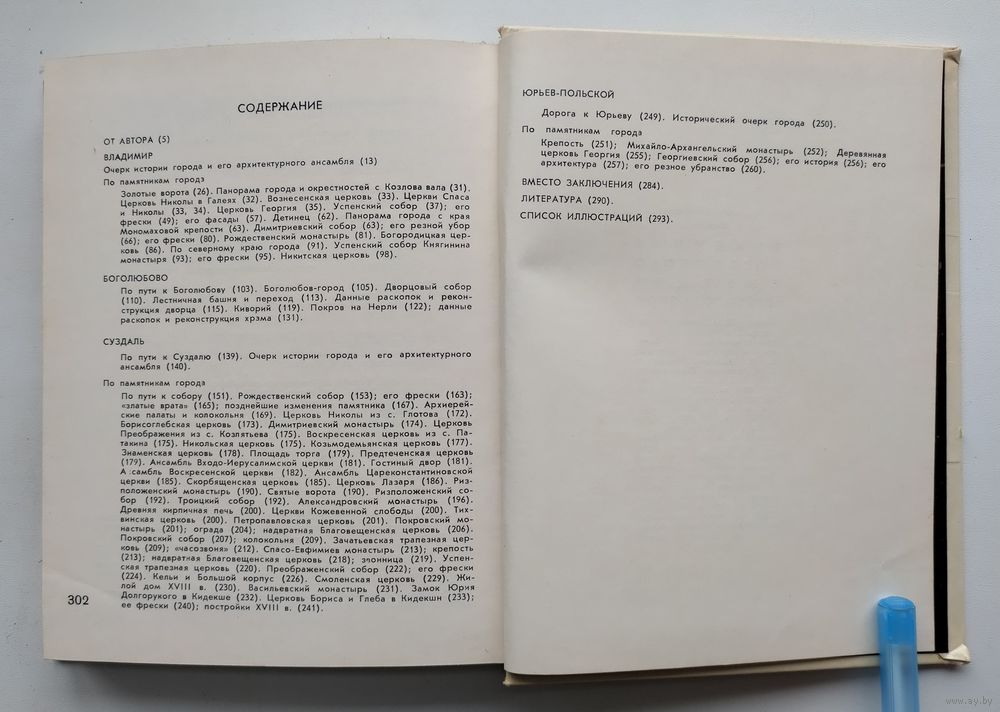 СОДЕРЖАНИЕ
ОТ АВТОРА (5)
ВЛАДИМИР
Очерк истории города и его архитектурного ансамбля (13)
По памятникам города
Золотые ворота (26). Панорама города и окрестностей с Козлова вала (31).
Церковь Николы в Галеях (32). Вознесенская церковь (33). Церкви Спаса
и Николы (33, 34). Церковь Георгия (35). Успенский собор (37); его
фрески (49); его фасады (57). Детинец (62). Панорама города с края
Мономаховой крепости (63). Димитриевский собор (63); его резной убор
(66); его фрески (80). Рождественский монастырь (81). Богородицкая цер-
ковь (86). По северному краю города (91). Успенский собор Княгинина
монастыря (93); его фрески (95). Никитская церковь (98).
БОГОЛЮБОВО
По пути к Боголюбову (103). Боголюбов-город (105). Дворцовый собор
(110). Лестничная башня и переход (113). Данные раскопок и рекон-
струкция дворца (115). Киворий (119). Покров на Нерли (122); данные
раскопок и реконструкция храма (131).
СУЗДАЛЬ
По пути к Суздалю (139). Очерк истории города и его архитектурного
ансамбля (140).
По памятникам города
По пути к собору (151). Рождественский собор (153); его фрески (163);
«златые врата» (165); позднейшие изменения памятника (167). Архиерей-
ские палаты и колокольня (169). Церковь Николы из с. Глотова (172).
Борисоглебская церковь (173). Димитриевский монастырь (174). Церковь
Преображения из с. Козлятьева (175). Воскресенская церковь из с. Па-
такина (175). Никольская церковь (175). Козьмодемьянская церковь (177).
Знаменская церковь (178). Площадь торга (179). Предтеченская церковь
(179). Ансамбль Входо-Иерусалимской церкви (181). Гостиный двор (181).
Ансамбль Воскресенской церкви (182). Ансамбль Цареконстантиновской
церкви (185). Скорбященская церковь (185). Церковь Лазаря (186). Риз-
положенский монастырь (190). Святые ворота (190). Ризположенский со-
бор (192). Троицкий собор (192). Александровский монастырь (196).
Древняя кирпичная печь (200). Церкви Кожевенной слободы (200). Тих-
винская церковь (200). Петропавловская церковь (201). Покровский мо-
настырь (201); ограда (204); надвратная Благовещенская церковь (206).
Покровский собор (207); колокольня (209). Зачатьевская трапезная цер-
ковь (209); «часозвоня» (212). Спасо-Евфимиев монастырь (213); крепость
(213); надвратная Благовещенская церковь (218); звонница (219). Успен-
ская трапезная церковь (220). Преображенский собор (222); его фрески
(224). Кельи и Большой корпус (226). Смоленская церковь (229). Жи-
лой дом XVIII в. (230). Васильевский монастырь (231). Замок Юрия
Долгорукого в Кидекше (232). Церковь Бориса и Глеба в Кидекши (233);
ее фрески (240); постройки XVIII в. (241).
302
ЮРЬЕВ-ПОЛЬСКОЙ
Дорога к Юрьеву (249). Исторический очерк города (250).
По памятникам города
Крепость (251); Михайло-Архангельский монастырь (252); Деревянная
церковь Георгия (255); Георгиевский собор (256); его история (256); его
архитектура (257); его резное убранство (260).
ВМЕСТО ЗАКЛЮЧЕНИЯ (284).
ЛИТЕРАТУРА (290).
СПИСОК ИЛЛЮСТРАЦИЙ (293).
www.ay.by